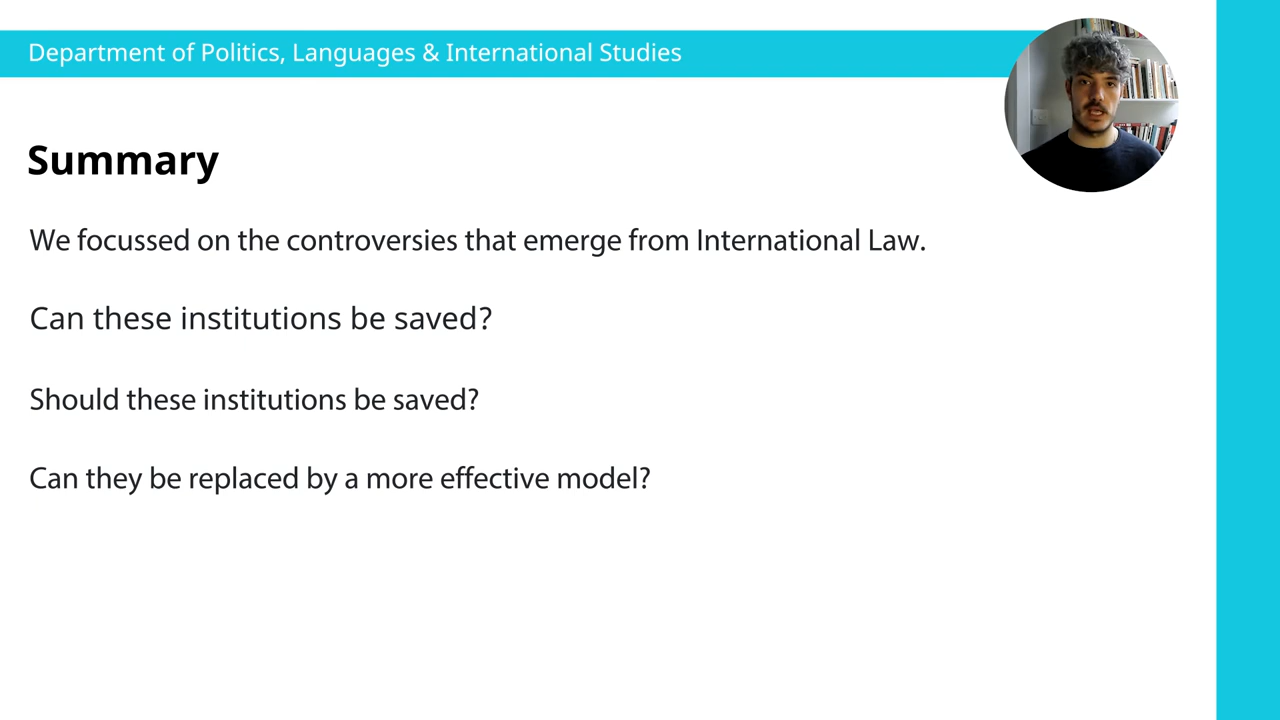 Department of Politics, Languages & International Studies
Summary
We focussed on the controversies that emerge from International Law.
Can these institutions be saved?
Should these institutions be saved?
Can they be replaced by a more effective model?